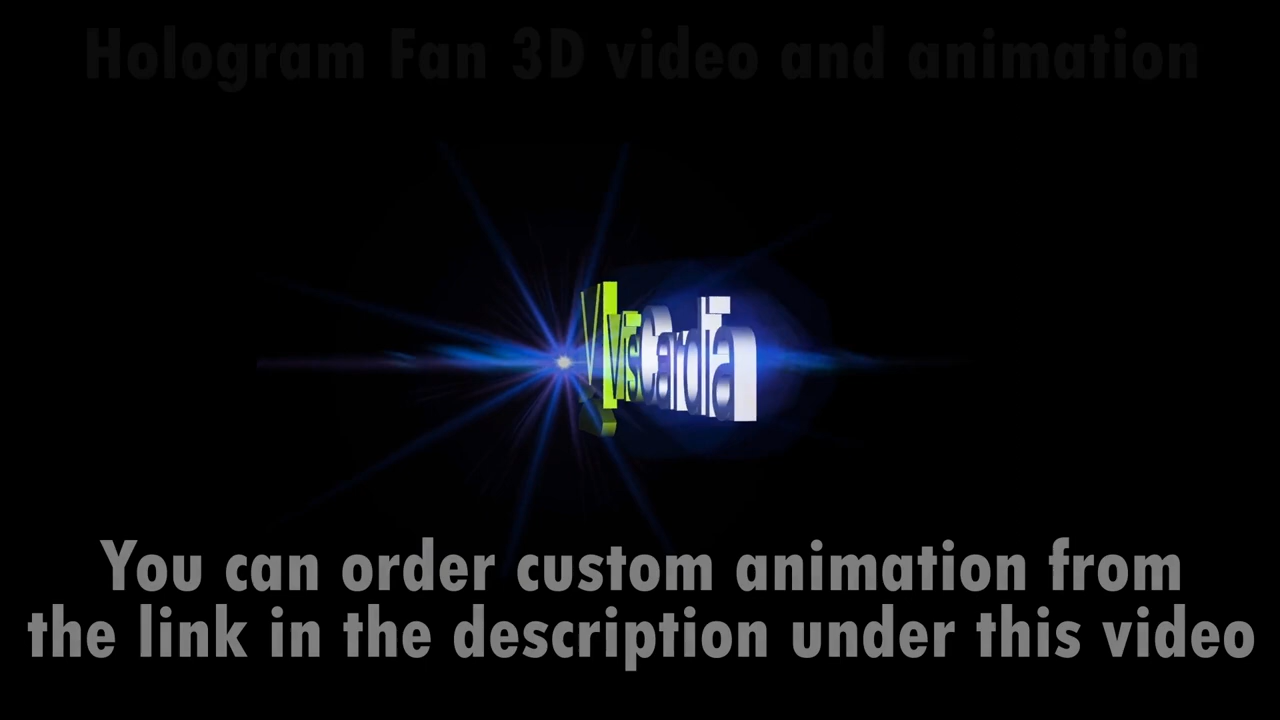 Hologram Fan 3D video and animation
VisCardia
You can order custom animation from
the link in the description under this video